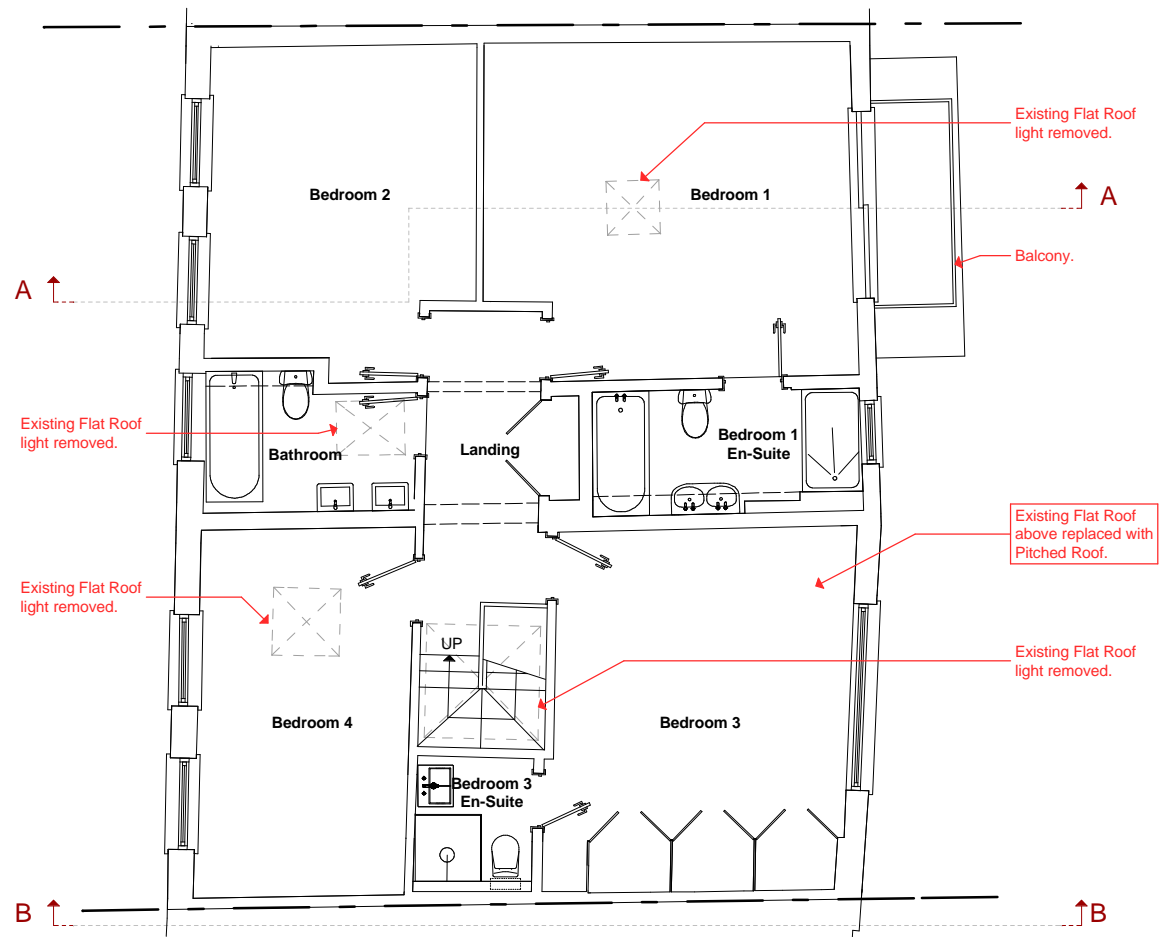 Existing Flat Roof
light removed.
Bedroom 2
Bedroom 1
A
Balcony.
A
Existing Flat Roof
light removed.
Bathroom
Landing
Bedroom 1
En-Suite
Existing Flat Roof
above replaced with
Pitched Roof.
Existing Flat Roof
light removed.
UP
Existing Flat Roof
light removed.
Bedroom 4
Bedroom 3
Bedroom 3
En-Suite
B
B